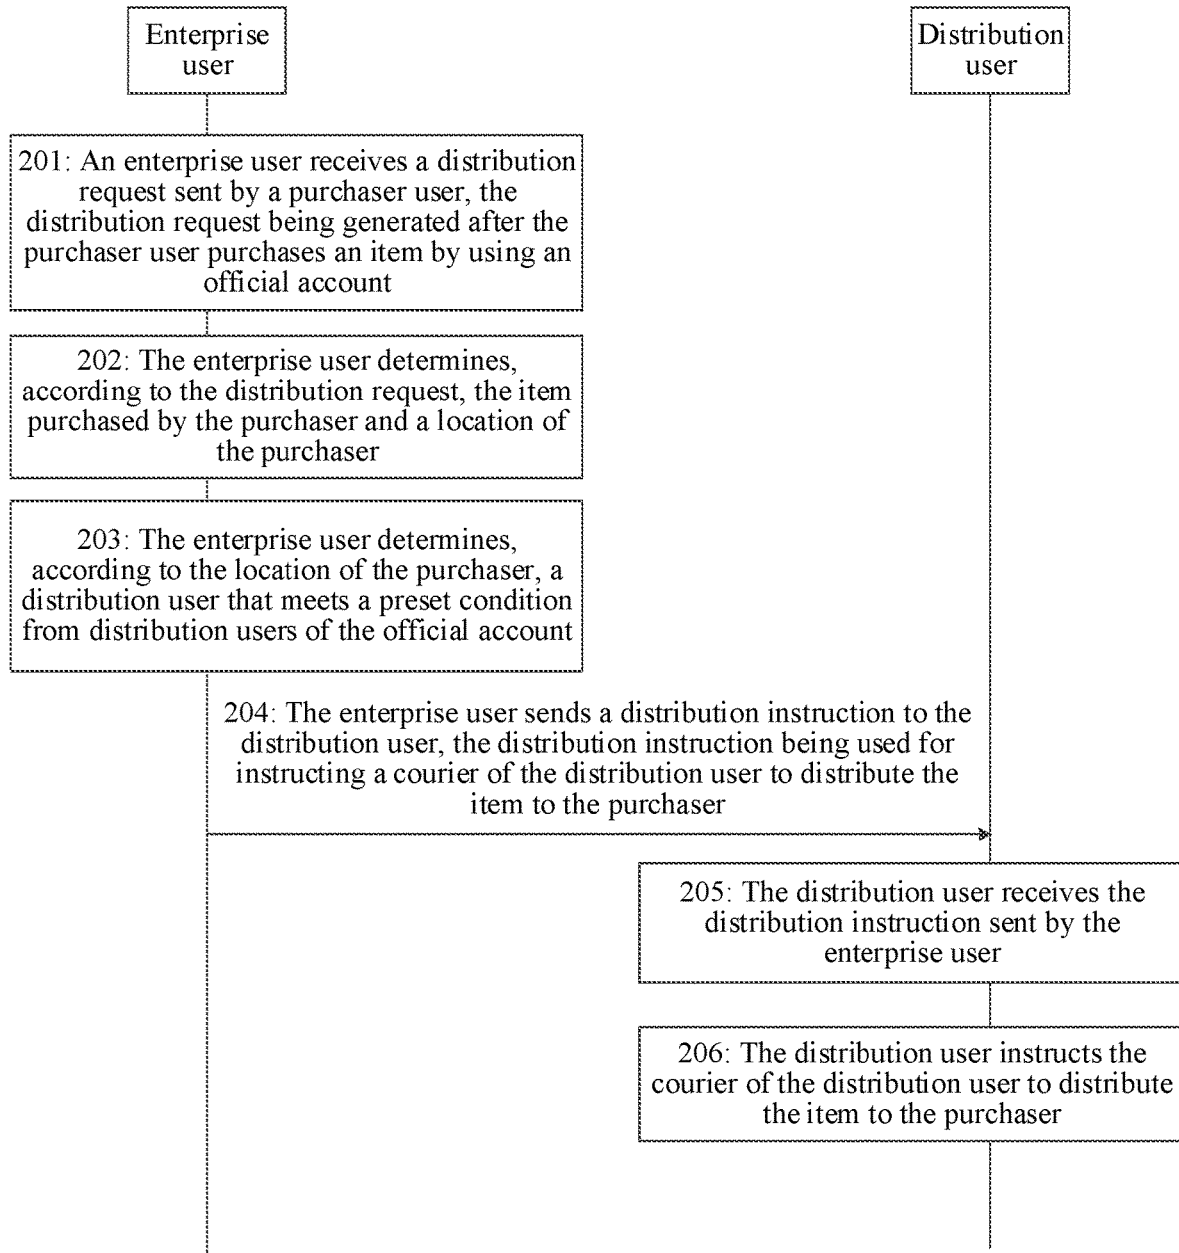 Enterprise
user
Distribution
user
201: An enterprise user receives a distribution
request sent by a purchaser user, the
distribution request being generated after the
purchaser user purchases an item by using an
official account
202: The enterprise user determines,
according to the distribution request, the item
purchased by the purchaser and a location of
the purchaser
203: The enterprise user determines,
according to the location of the purchaser, a
distribution user that meets a preset condition
from distribution users of the official account
204: The enterprise user sends a distribution instruction to the
distribution user, the distribution instruction being used for
instructing a courier of the distribution user to distribute the
item to the purchaser
205: The distribution user receives the
distribution instruction sent by the
enterprise user
206: The distribution user instructs the
courier of the distribution user to distribute
the item to the purchaser